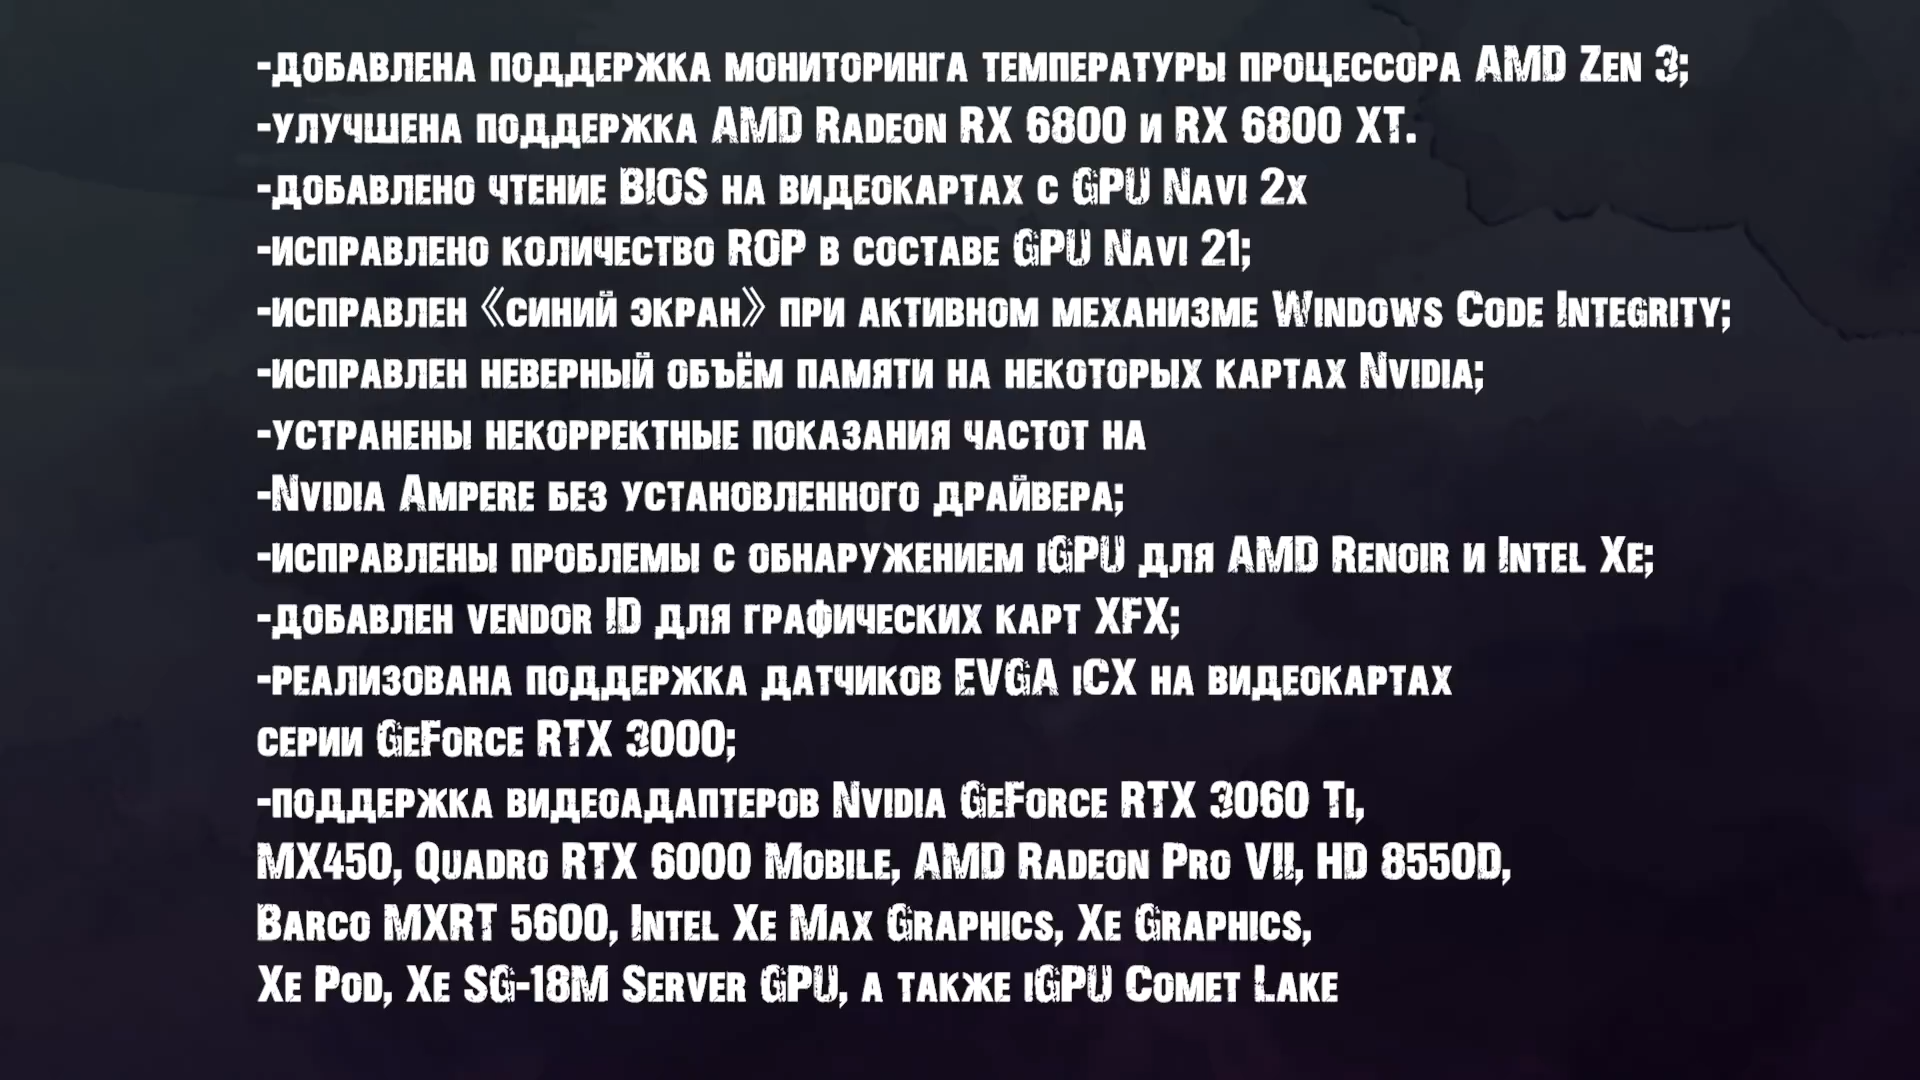 -добавлена поддержка мониторинга температуры процессора AMD Zen 3;
-улучшена поддержка AMD Radeon RX 6800 и RX 6800 XT.
-добавлено чтение BIOS на видеокартах с GPU Navi 2x
-исправлено количество ROP в составе GPU Navi 21;
-исправлен «синий экран» при активном механизме Windows Code Integrity;
-исправлен неверный объём памяти на некоторых картах Nvidia;
-устранены некорректные показания частот на
-Nvidia Ampere без установленного драйвера;
-исправлены проблемы с обнаружением iGPU для AMD Renoir и Intel Xe;
-добавлен vendor ID для графических карт XFX;
-реализована поддержка датчиков EVGA iCX на видеокартах
серии GeForce RTX 3000;
-поддержка видеоадаптеров Nvidia GeForce RTX 3060 Ti,
MX450, Quadro RTX 6000 Mobile, AMD Radeon Pro VII, HD 8550D,
Barco MXRT 5600, Intel Xe Max Graphics, Xe Graphics,
Xe Pod, Xe SG-18M Server GPU, а также iGPU Comet Lake